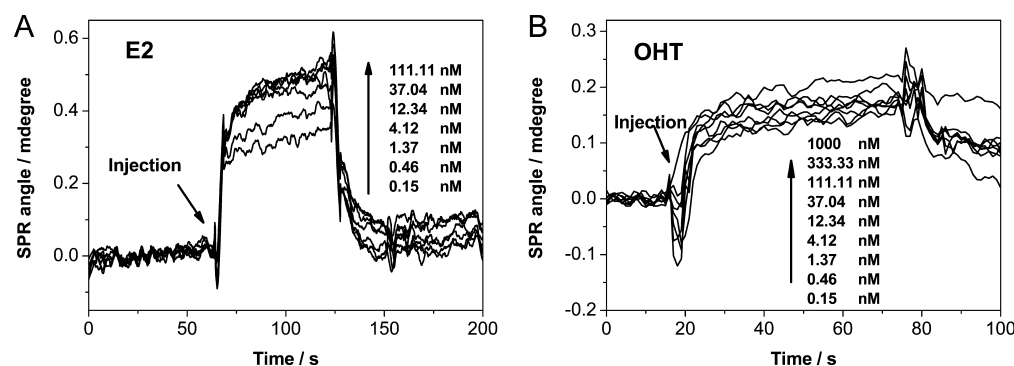 A
E2
SPR angle / mdegree
0.6
0.4
0.2
0.0
Injection
111.11 nM
37.04 nM
12.34 nM
4.12 nM
1.37 nM
0.46 nM
0.15 nM
0 50 100 150 200
Time / s
B
OHT
SPR angle / mdegree
0.3
0.2
0.1
0.0
-0.1
-0.2
Injection
1000 nM
333.33 nM
111.11 nM
37.04 nM
12.34 nM
4.12 nM
1.37 nM
0.46 nM
0.15 nM
0 20 40 60 80 100
Time / s